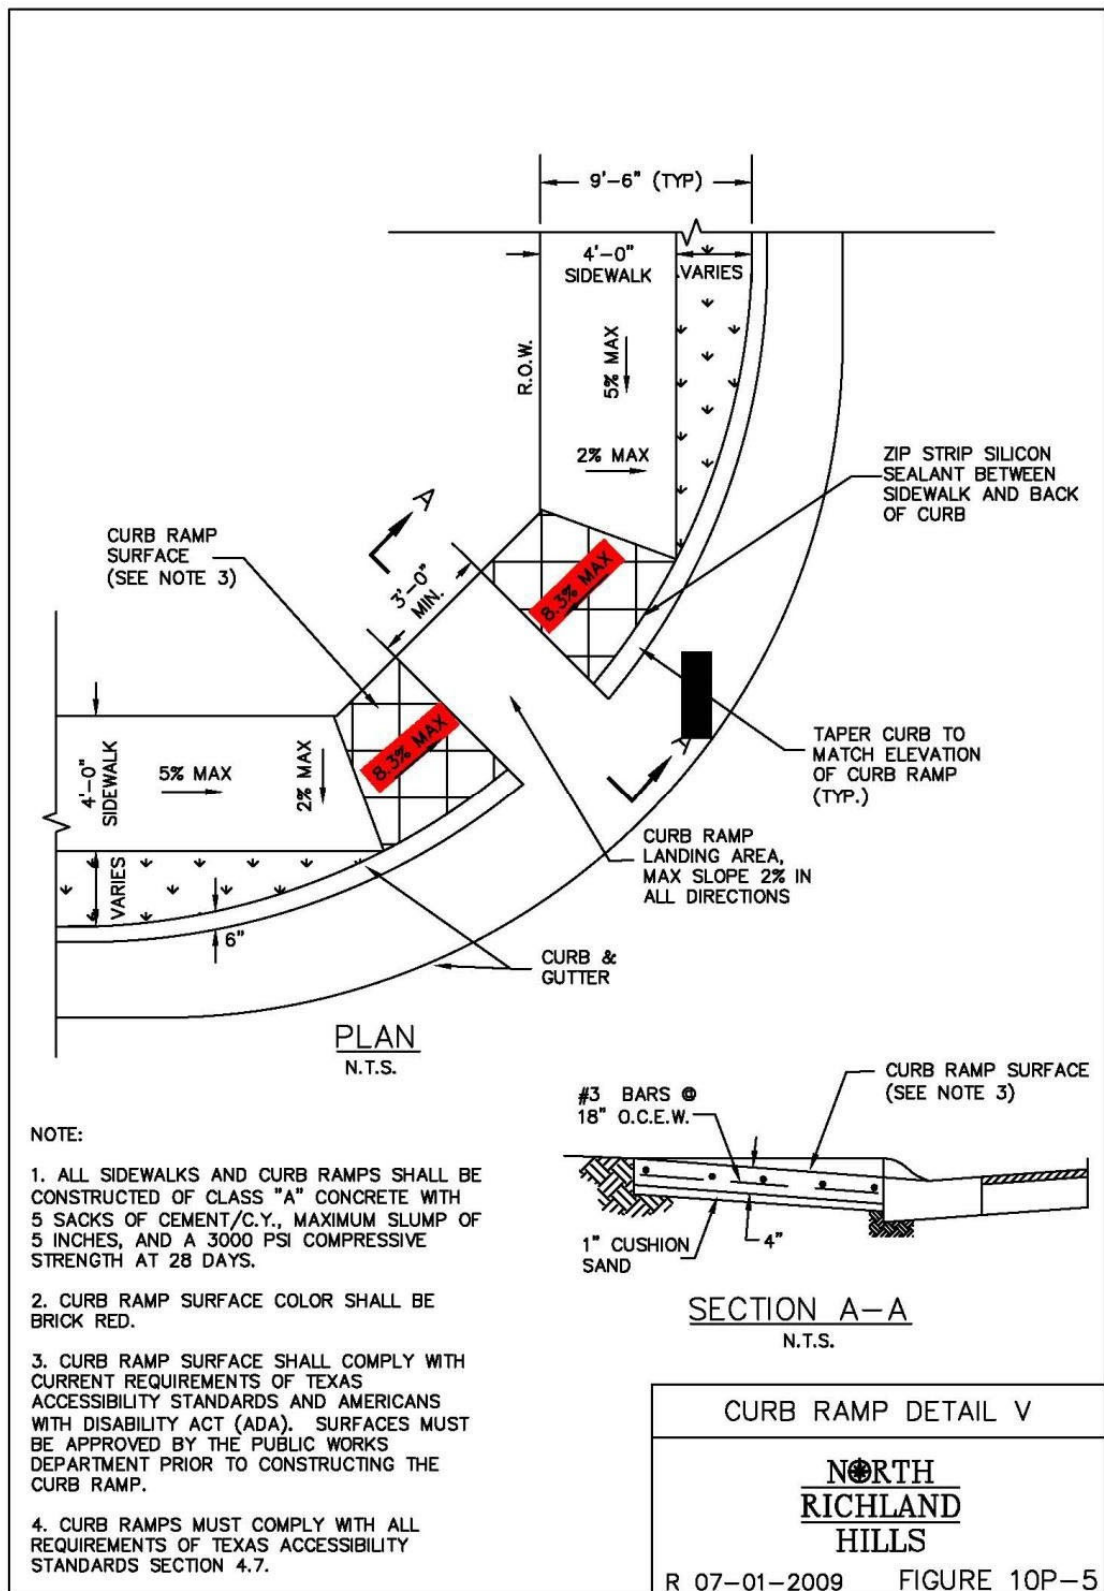 9'-6" (TYP)
4'-0"
SIDEWALK
VARIES
R.O.W.
5% MAX
2% MAX
ZIP STRIP SILICON
SEALANT BETWEEN
SIDEWALK AND BACK
OF CURB
A
CURB RAMP
SURFACE
(SEE NOTE 3)
3'-0"
MIN.
8.3% MAX
8.3% MAX
4'-0"
SIDEWALK
5% MAX
2% MAX
A
TAPER CURB TO
MATCH ELEVATION
OF CURB RAMP
(TYP.)
CURB RAMP
LANDING AREA,
MAX SLOPE 2% IN
ALL DIRECTIONS
VARIES
6"
CURB &
GUTTER
PLAN
N.T.S.
#3 BARS @
18" O.C.E.W.
CURB RAMP SURFACE
(SEE NOTE 3)
1" CUSHION
SAND
4"
SECTION A-A
N.T.S.
NOTE:
1. ALL SIDEWALKS AND CURB RAMPS SHALL BE
CONSTRUCTED OF CLASS "A" CONCRETE WITH
5 SACKS OF CEMENT/C.Y., MAXIMUM SLUMP OF
5 INCHES, AND A 3000 PSI COMPRESSIVE
STRENGTH AT 28 DAYS.
2. CURB RAMP SURFACE COLOR SHALL BE
BRICK RED.
3. CURB RAMP SURFACE SHALL COMPLY WITH
CURRENT REQUIREMENTS OF TEXAS
ACCESSIBILITY STANDARDS AND AMERICANS
WITH DISABILITY ACT (ADA). SURFACES MUST
BE APPROVED BY THE PUBLIC WORKS
DEPARTMENT PRIOR TO CONSTRUCTING THE
CURB RAMP.
4. CURB RAMPS MUST COMPLY WITH ALL
REQUIREMENTS OF TEXAS ACCESSIBILITY
STANDARDS SECTION 4.7.
CURB RAMP DETAIL V
NORTH
RICHLAND
HILLS
R 07-01-2009 FIGURE 10P-5